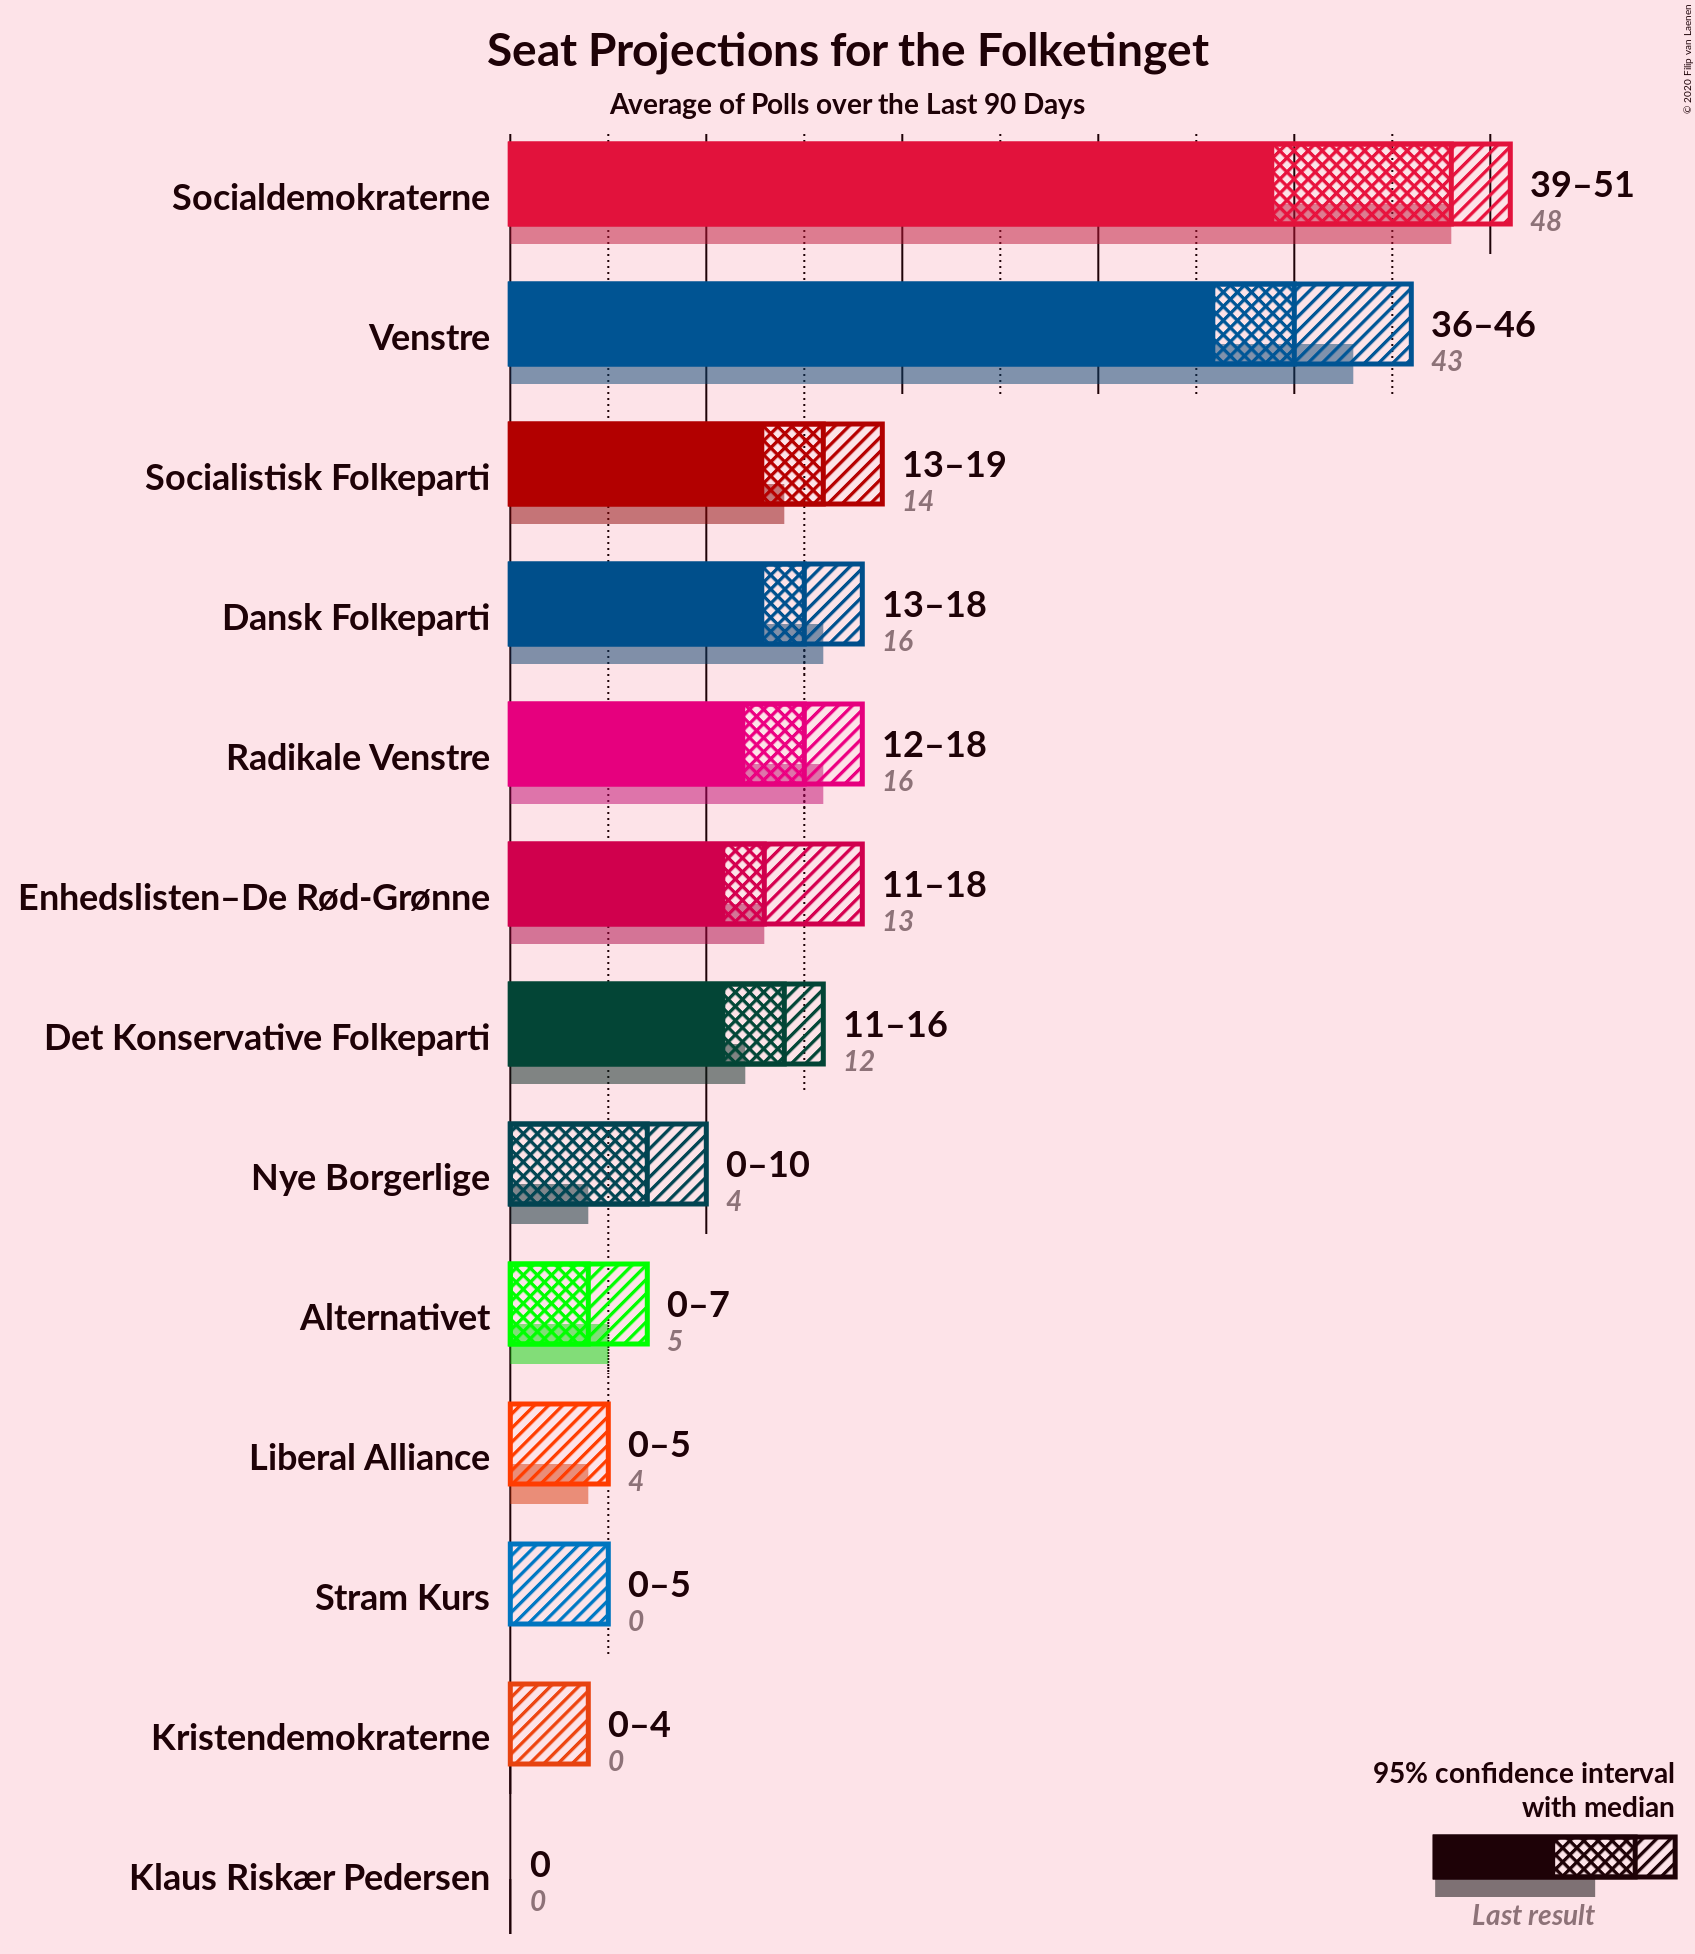 Seat Projections for the Folketinget
Average of Polls over the Last 90 Days
© 2020 Filip van Laenen
Socialdemokraterne
39–51
48
Venstre
36–46
43
Socialistisk Folkeparti
13–19
14
Dansk Folkeparti
13–18
16
Radikale Venstre
12–18
16
Enhedslisten–De Rød-Grønne
11–18
13
Det Konservative Folkeparti
11–16
12
Nye Borgerlige
0–10
4
Alternativet
0–7
5
Liberal Alliance
0–5
4
Stram Kurs
0–5
0
Kristendemokraterne
0–4
0
Klaus Riskær Pedersen
0
0
95% confidence interval
with median
Last result